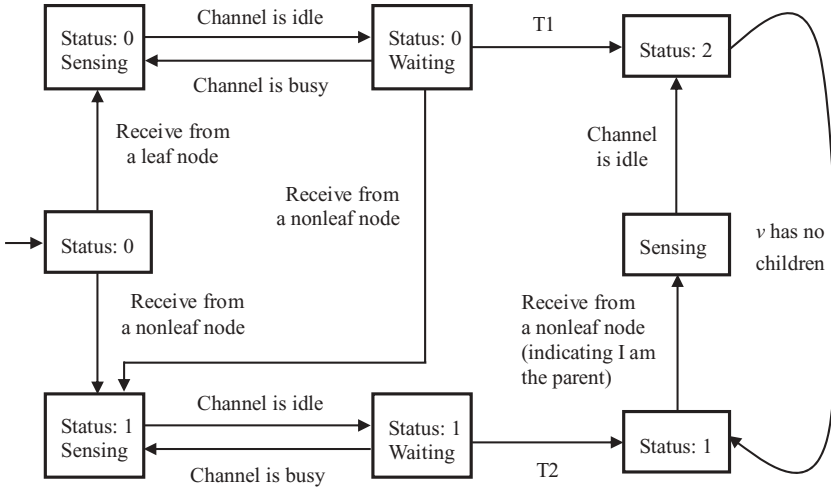 Status: 0
Sensing
Channel is idle
Channel is busy
Status: 0
Waiting
T1
Status: 2
Receive from
a leaf node
Channel
is idle
Receive from
a nonleaf node
Status: 0
Sensing
v has no
children
Receive from
a nonleaf node
Receive from
a nonleaf node
(indicating I am
the parent)
Status: 1
Sensing
Channel is idle
Channel is busy
Status: 1
Waiting
T2
Status: 1